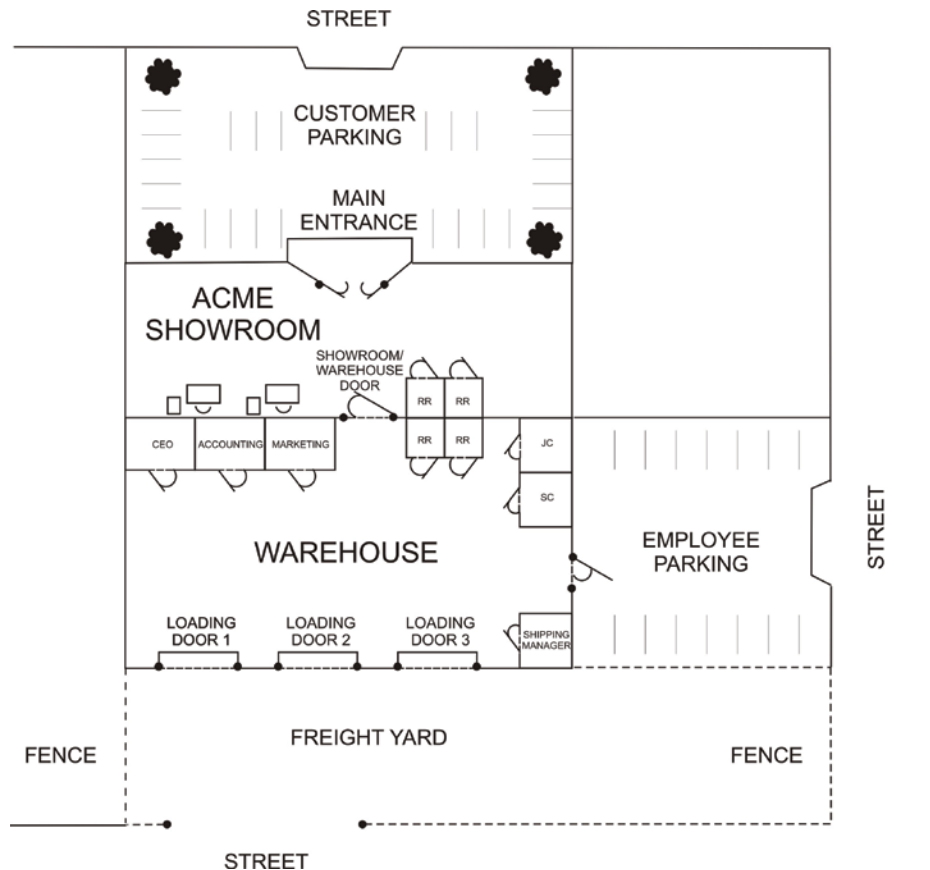 STREET
CUSTOMER
PARKING
MAIN
ENTRANCE
ACME
SHOWROOM
SHOWROOM/
WAREHOUSE
DOOR
RR
RR
CEO
ACCOUNTING
MARKETING
RR
RR
JC
SC
WAREHOUSE
EMPLOYEE
PARKING
STREET
LOADING
DOOR 1
LOADING
DOOR 2
LOADING
DOOR 3
SHIPPING
MANAGER
FREIGHT YARD
FENCE
FENCE
STREET